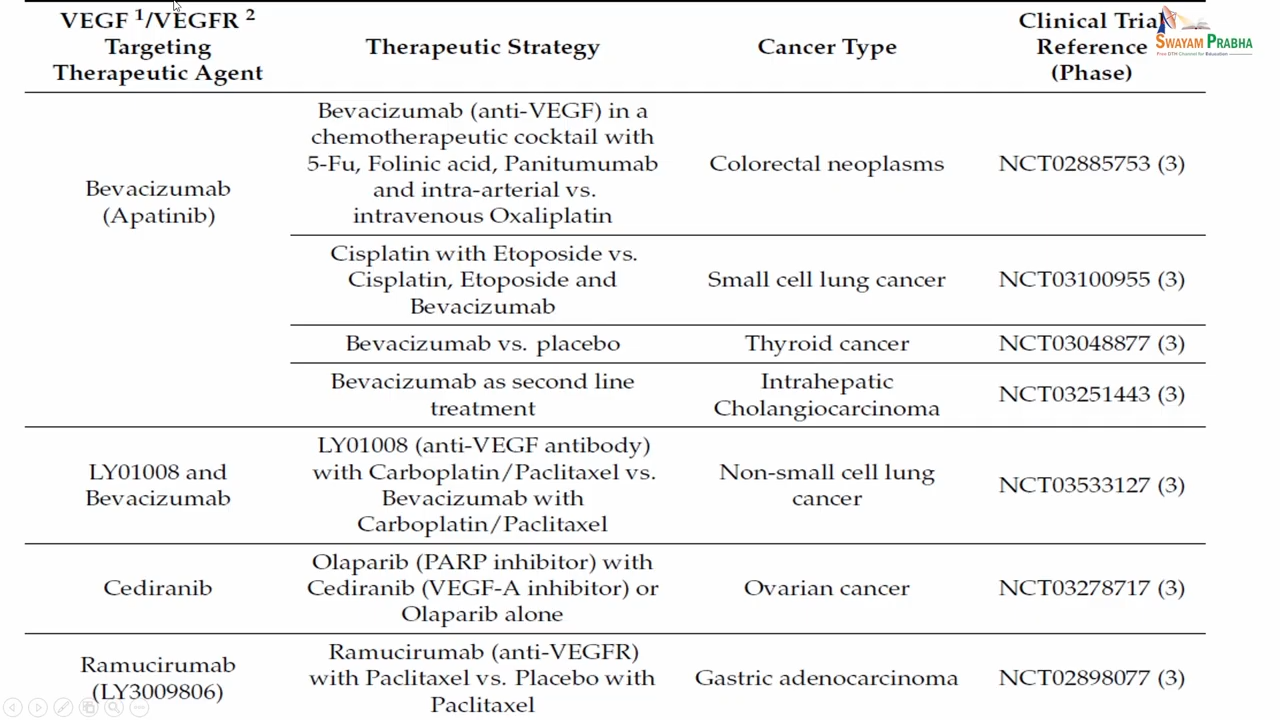 VEGF 1/VEGFR 2
Targeting
Therapeutic Agent
Therapeutic Strategy
Cancer Type
Clinical Trial
Reference
(Phase)
SWAYAM PRABHA
Free DTH Channel for Education
Bevacizumab
(Apatinib)
Bevacizumab (anti-VEGF) in a
chemotherapeutic cocktail with
5-Fu, Folinic acid, Panitumumab
and intra-arterial vs.
intravenous Oxaliplatin
Colorectal neoplasms
NCT02885753 (3)
Cisplatin with Etoposide vs.
Cisplatin, Etoposide and
Bevacizumab
Small cell lung cancer
NCT03100955 (3)
Bevacizumab vs. placebo
Thyroid cancer
NCT03048877 (3)
Bevacizumab as second line
treatment
Intrahepatic
Cholangiocarcinoma
NCT03251443 (3)
LY01008 and
Bevacizumab
LY01008 (anti-VEGF antibody)
with Carboplatin/Paclitaxel vs.
Bevacizumab with
Carboplatin/Paclitaxel
Non-small cell lung
cancer
NCT03533127 (3)
Cediranib
Olaparib (PARP inhibitor) with
Cediranib (VEGF-A inhibitor) or
Olaparib alone
Ovarian cancer
NCT03278717 (3)
Ramucirumab
(LY3009806)
Ramucirumab (anti-VEGFR)
with Paclitaxel vs. Placebo with
Paclitaxel
Gastric adenocarcinoma
NCT02898077 (3)